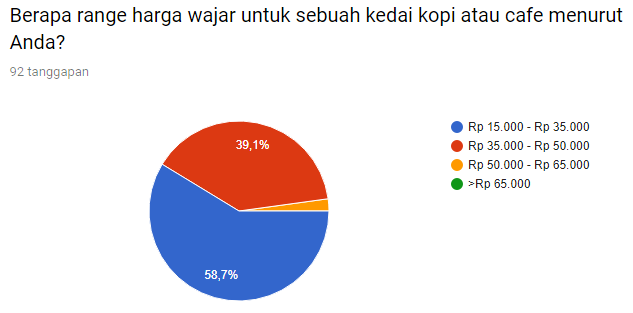 Berapa range harga wajar untuk sebuah kedai kopi atau cafe menurut
Anda?
92 tanggapan
39,1%
58,7%
Rp 15.000 - Rp 35.000
Rp 35.000 - Rp 50.000
Rp 50.000 - Rp 65.000
>Rp 65.000